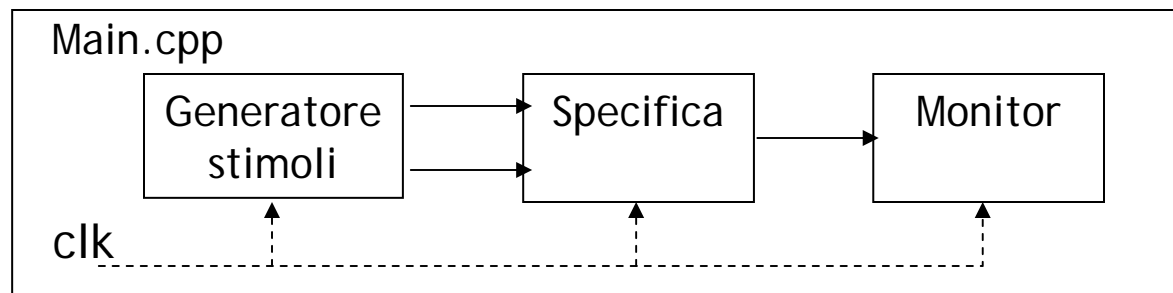 Main.cpp
Generatore
stimoli
Specifica
Monitor
clk